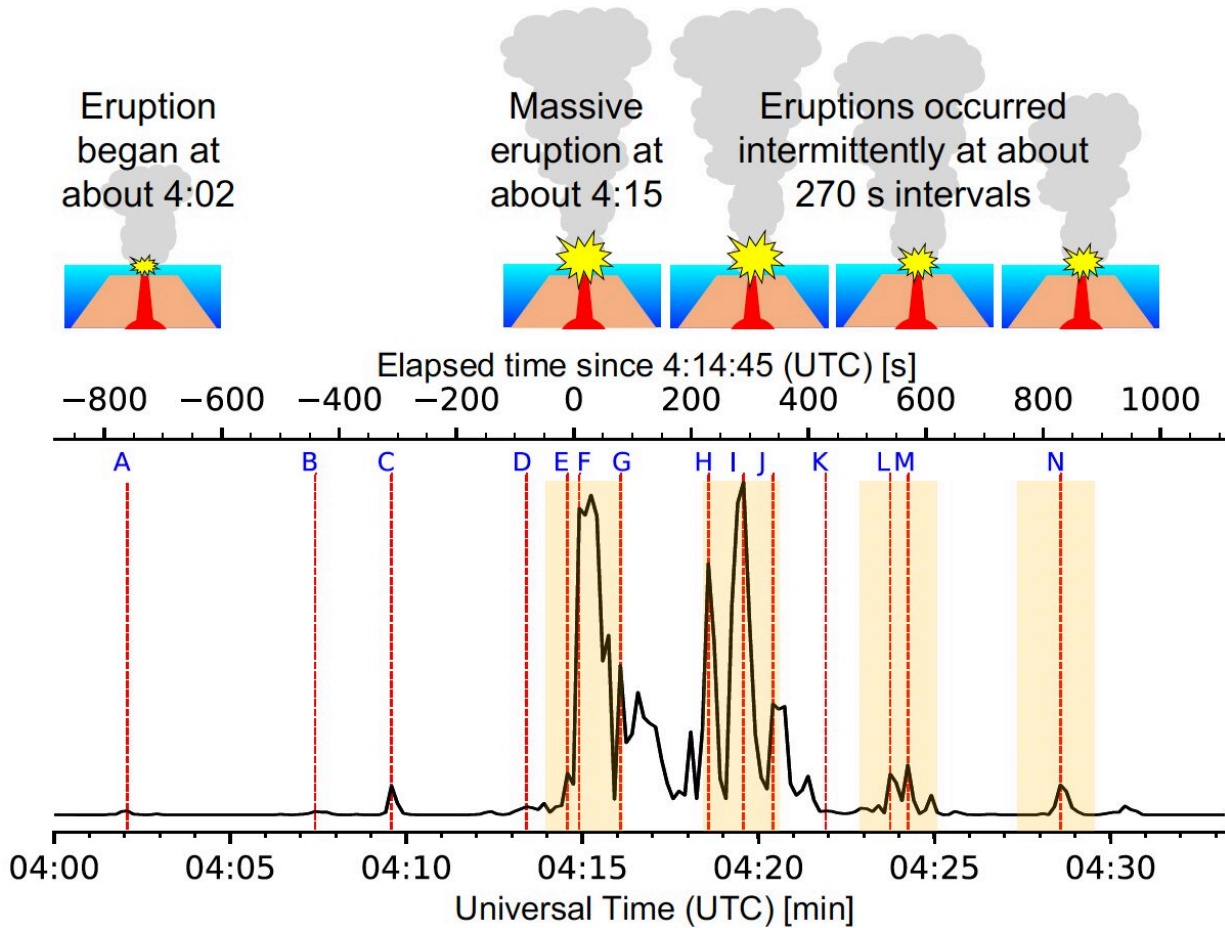 Eruption
began at
about 4:02
Massive
eruption at
about 4:15
Eruptions occurred
intermittently at about
270 s intervals
Elapsed time since 4:14:45 (UTC) [s]
−800 −600 −400 −200 0 200 400 600 800 1000
A B C D E F G H I J K L M N
04:00 04:05 04:10 04:15 04:20 04:25 04:30
Universal Time (UTC) [min]